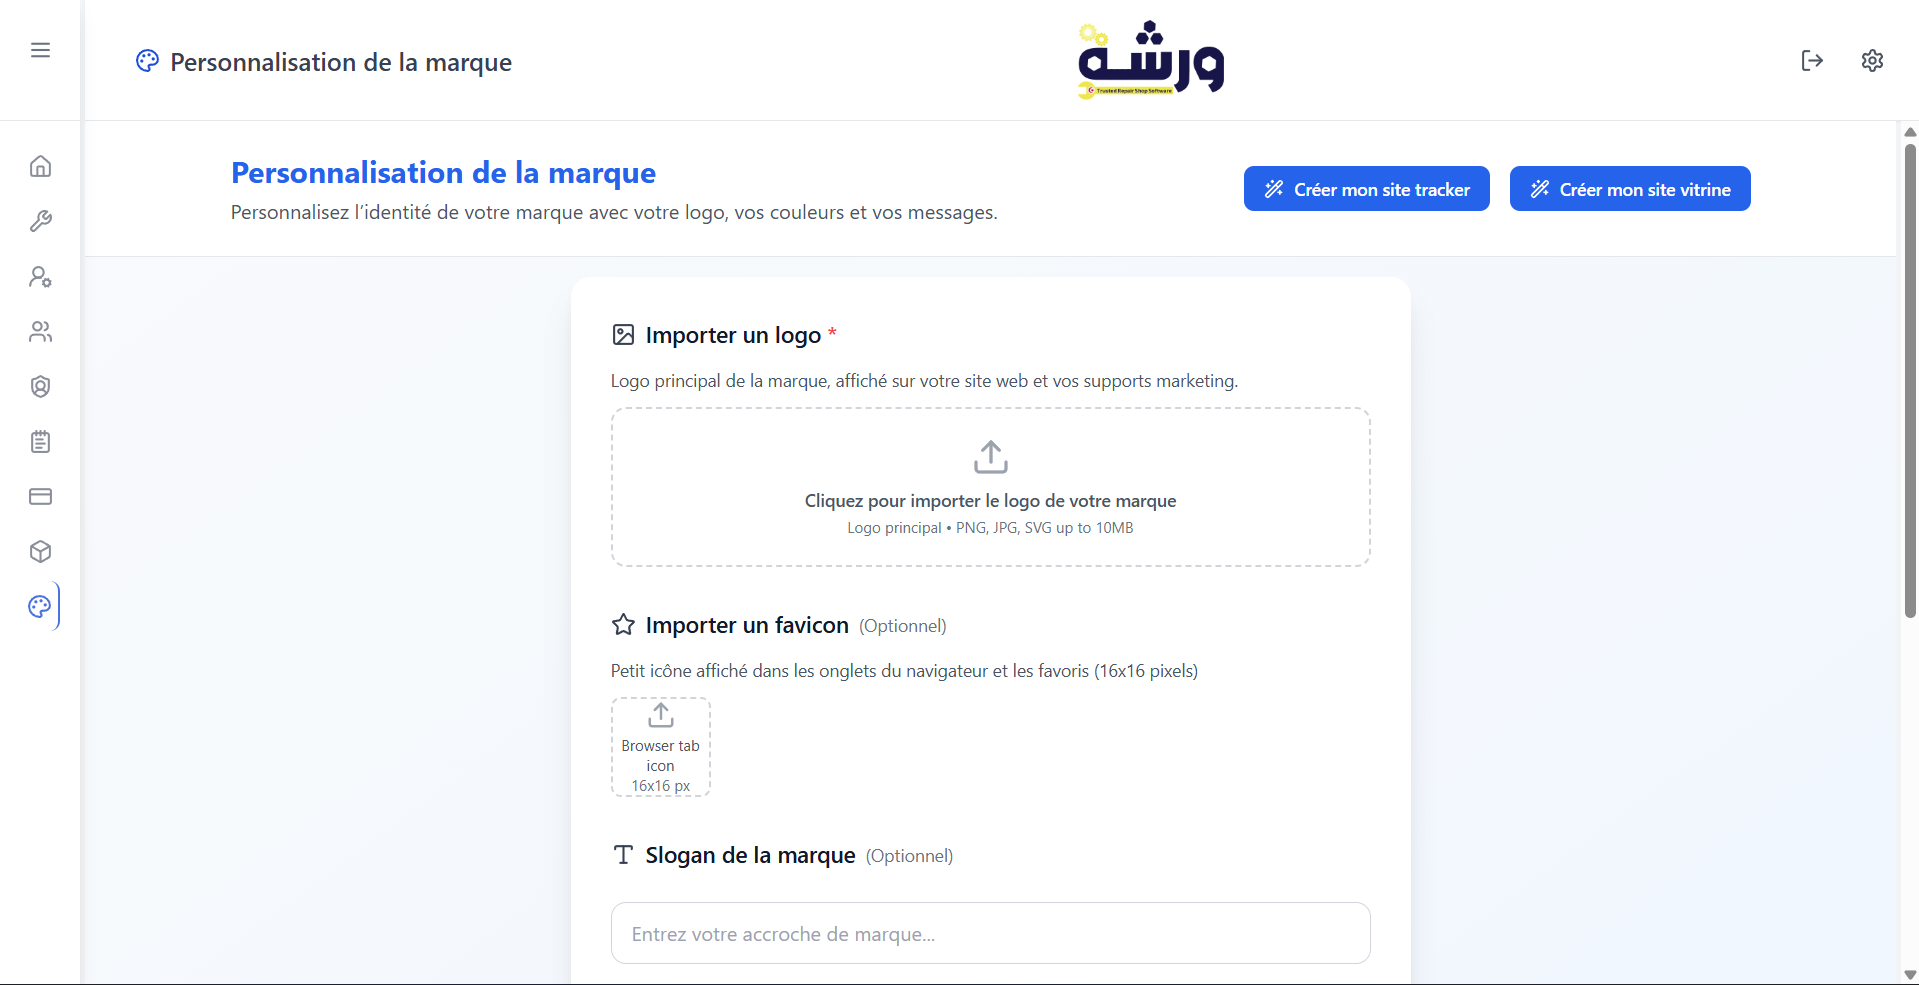 Personnalisation de la marque
ورشة
Trusted Repair Shop Software
Personnalisation de la marque
Personnalisez l’identité de votre marque avec votre logo, vos couleurs et vos messages.
Créer mon site tracker
Créer mon site vitrine
Importer un logo *
Logo principal de la marque, affiché sur votre site web et vos supports marketing.
Cliquez pour importer le logo de votre marque
Logo principal • PNG, JPG, SVG up to 10MB
Importer un favicon (Optionnel)
Petit icône affiché dans les onglets du navigateur et les favoris (16x16 pixels)
Browser tab
icon
16x16 px
Slogan de la marque (Optionnel)
Entrez votre accroche de marque...